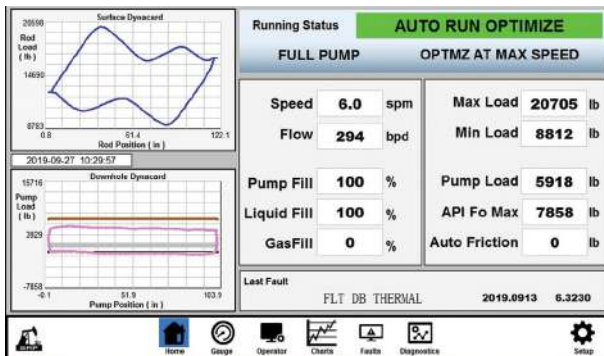 Surface Dynacard
20598
Rod
Load
( lb )
14690
8783
0.8
61.4
122.1
Rod Position ( in )
2019-09-27 10:29:57
Downhole Dynacard
15716
Pump
Load
( lb )
2829
-7858
-0.1
51.9
103.9
Pump Position ( in )
Running Status
AUTO RUN OPTIMIZE
FULL PUMP
OPTMZ AT MAX SPEED
Speed 6.0 spm
Flow 294 bpd
Pump Fill 100 %
Liquid Fill 100 %
GasFill 0 %
Max Load 20705 lb
Min Load 8812 lb
Pump Load 5918 lb
API Fo Max 7858 lb
Auto Friction 0 lb
Last Fault
FLT DB THERMAL 2019.0913 6.3230
Home
Gauge
Operator
Charts
Faults
Diagnostics
Setup